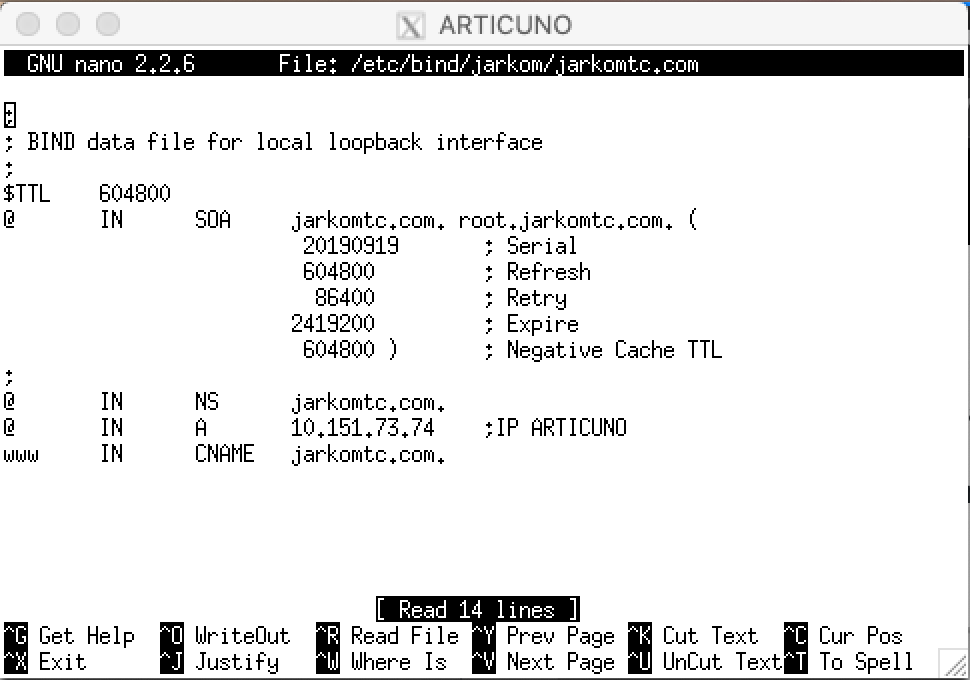 ARTICUNO
GNU nano 2.2.6 File: /etc/bind/jarkom/jarkomtc.com
;
; BIND data file for local loopback interface
;
$TTL 604800
@ IN SOA jarkomtc.com. root.jarkomtc.com. (
20190919 ; Serial
604800 ; Refresh
86400 ; Retry
2419200 ; Expire
604800 ) ; Negative Cache TTL
;
@ IN NS jarkomtc.com.
@ IN A 10.151.73.74 ;IP ARTICUNO
www IN CNAME jarkomtc.com.
[ Read 14 lines ]
^G Get Help ^O WriteOut ^R Read File ^Y Prev Page ^K Cut Text ^C Cur Pos
^X Exit ^J Justify ^W Where Is ^V Next Page ^U UnCut Text ^T To Spell